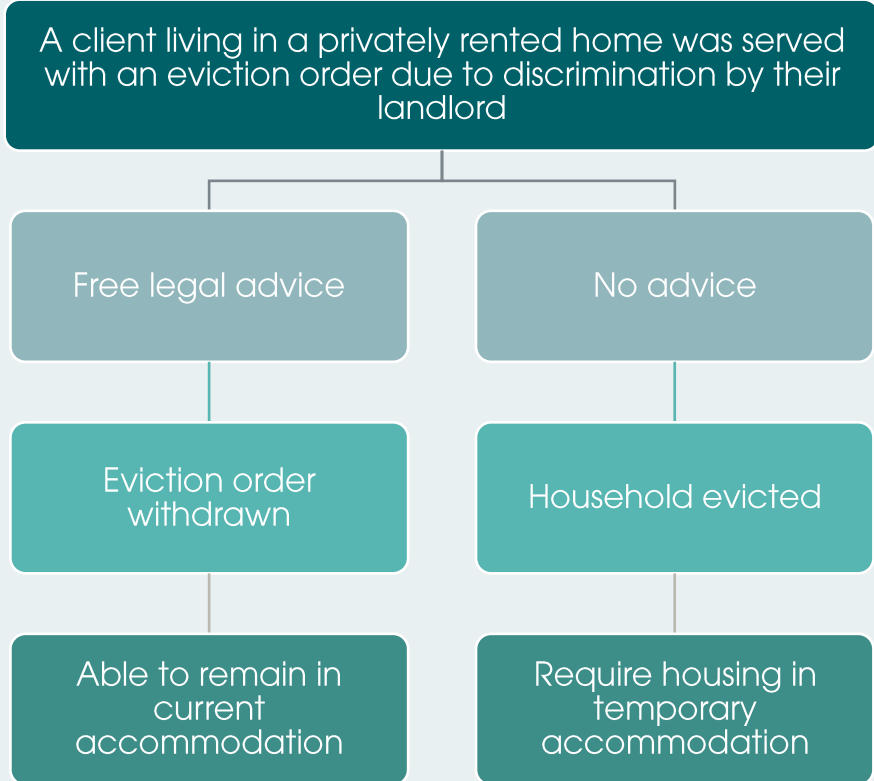 A client living in a privately rented home was served
with an eviction order due to discrimination by their
landlord
Free legal advice
No advice
Eviction order
withdrawn
Household evicted
Able to remain in
current
accommodation
Require housing in
temporary
accommodation